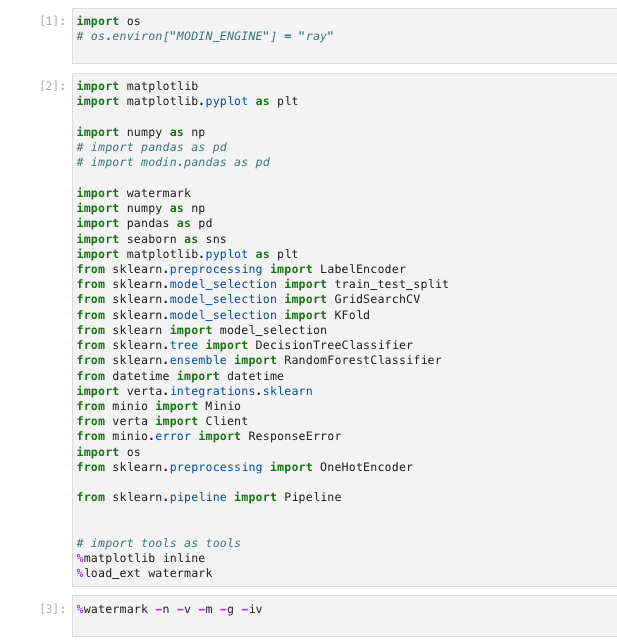 [1]:
import os
# os.environ["MODIN_ENGINE"] = "ray"
[2]:
import matplotlib
import matplotlib.pyplot as plt
import numpy as np
# import pandas as pd
# import modin.pandas as pd
import watermark
import numpy as np
import pandas as pd
import seaborn as sns
import matplotlib.pyplot as plt
from sklearn.preprocessing import LabelEncoder
from sklearn.model_selection import train_test_split
from sklearn.model_selection import GridSearchCV
from sklearn.model_selection import KFold
from sklearn import model_selection
from sklearn.tree import DecisionTreeClassifier
from sklearn.ensemble import RandomForestClassifier
from datetime import datetime
import verta.integrations.sklearn
from minio import Minio
from verta import Client
from minio.error import ResponseError
import os
from sklearn.preprocessing import OneHotEncoder
from sklearn.pipeline import Pipeline
# import tools as tools
%matplotlib inline
%load_ext watermark
[3]:
%watermark -n -v -m -g -iv